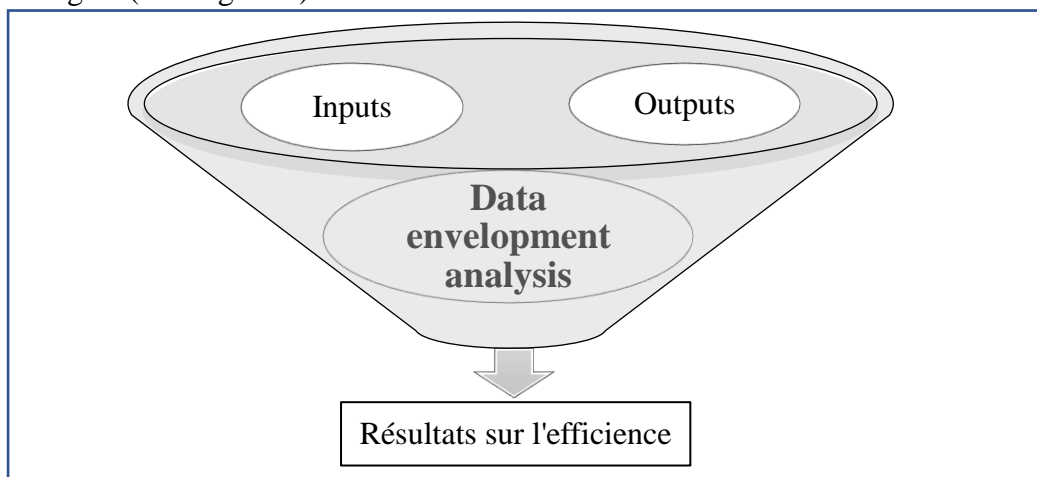 Inputs
Outputs
Data
envelopment
analysis
Résultats sur l'efficience